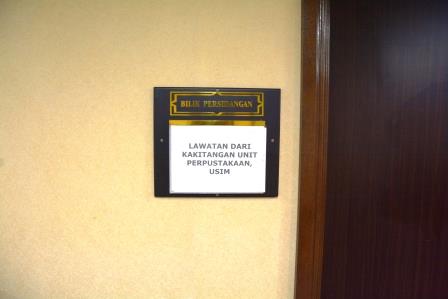 BILIK PERSIDANGAN
LAWATAN DARI
KAKITANGAN UNIT
PERPUSTAKAAN,
USIM